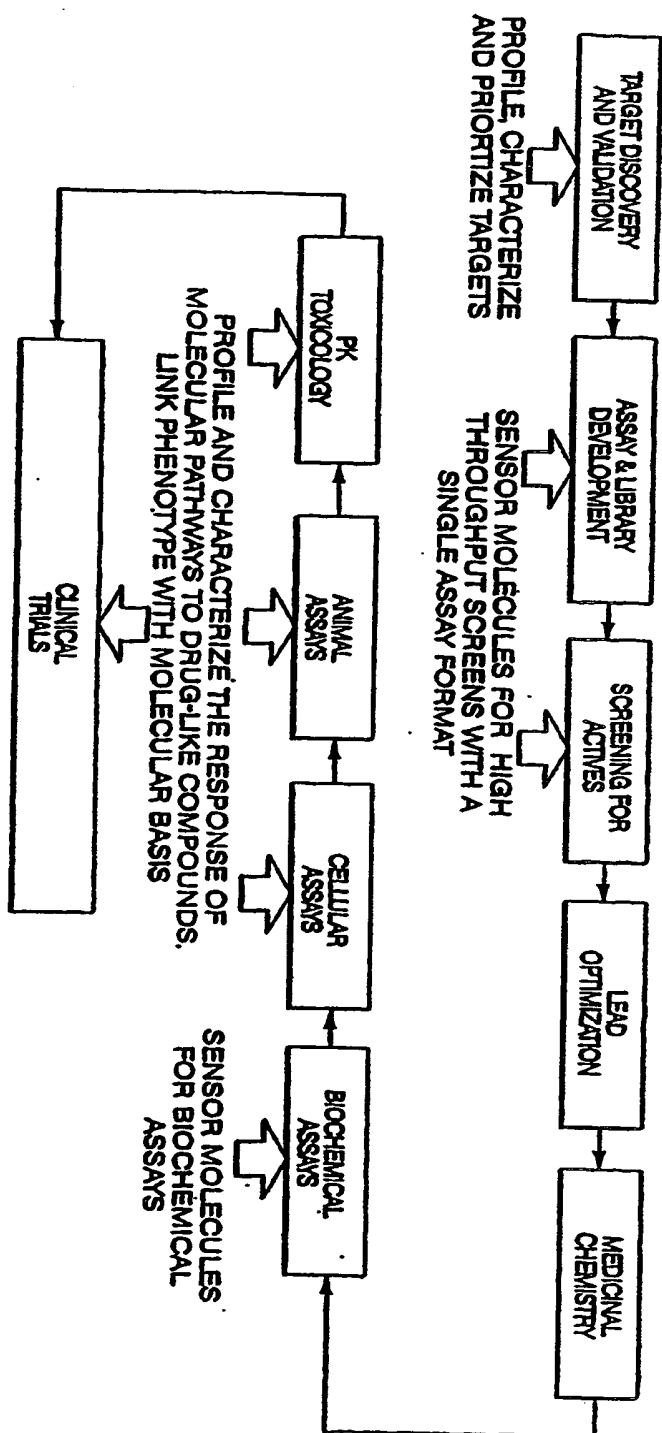 TARGET DISCOVERY
AND VALIDATION
PROFILE, CHARACTERIZE
AND PRIORTIZE TARGETS
ASSAY & LIBRARY
DEVELOPMENT
SCREENING FOR
ACTIVES
SENSOR MOLECULES FOR HIGH
THROUGHPUT SCREENS WITH A
SINGLE ASSAY FORMAT
LEAD
OPTIMIZATION
MEDICINAL
CHEMISTRY
PK
TOXICOLOGY
ANIMAL
ASSAYS
CELLULAR
ASSAYS
BIOCHEMICAL
ASSAYS
PROFILE AND CHARACTERIZE THE RESPONSE OF
MOLECULAR PATHWAYS TO DRUG-LIKE COMPOUNDS.
LINK PHENOTYPE WITH MOLECULAR BASIS
SENSOR MOLECULES
FOR BIOCHEMICAL
ASSAYS
CLINICAL
TRIALS